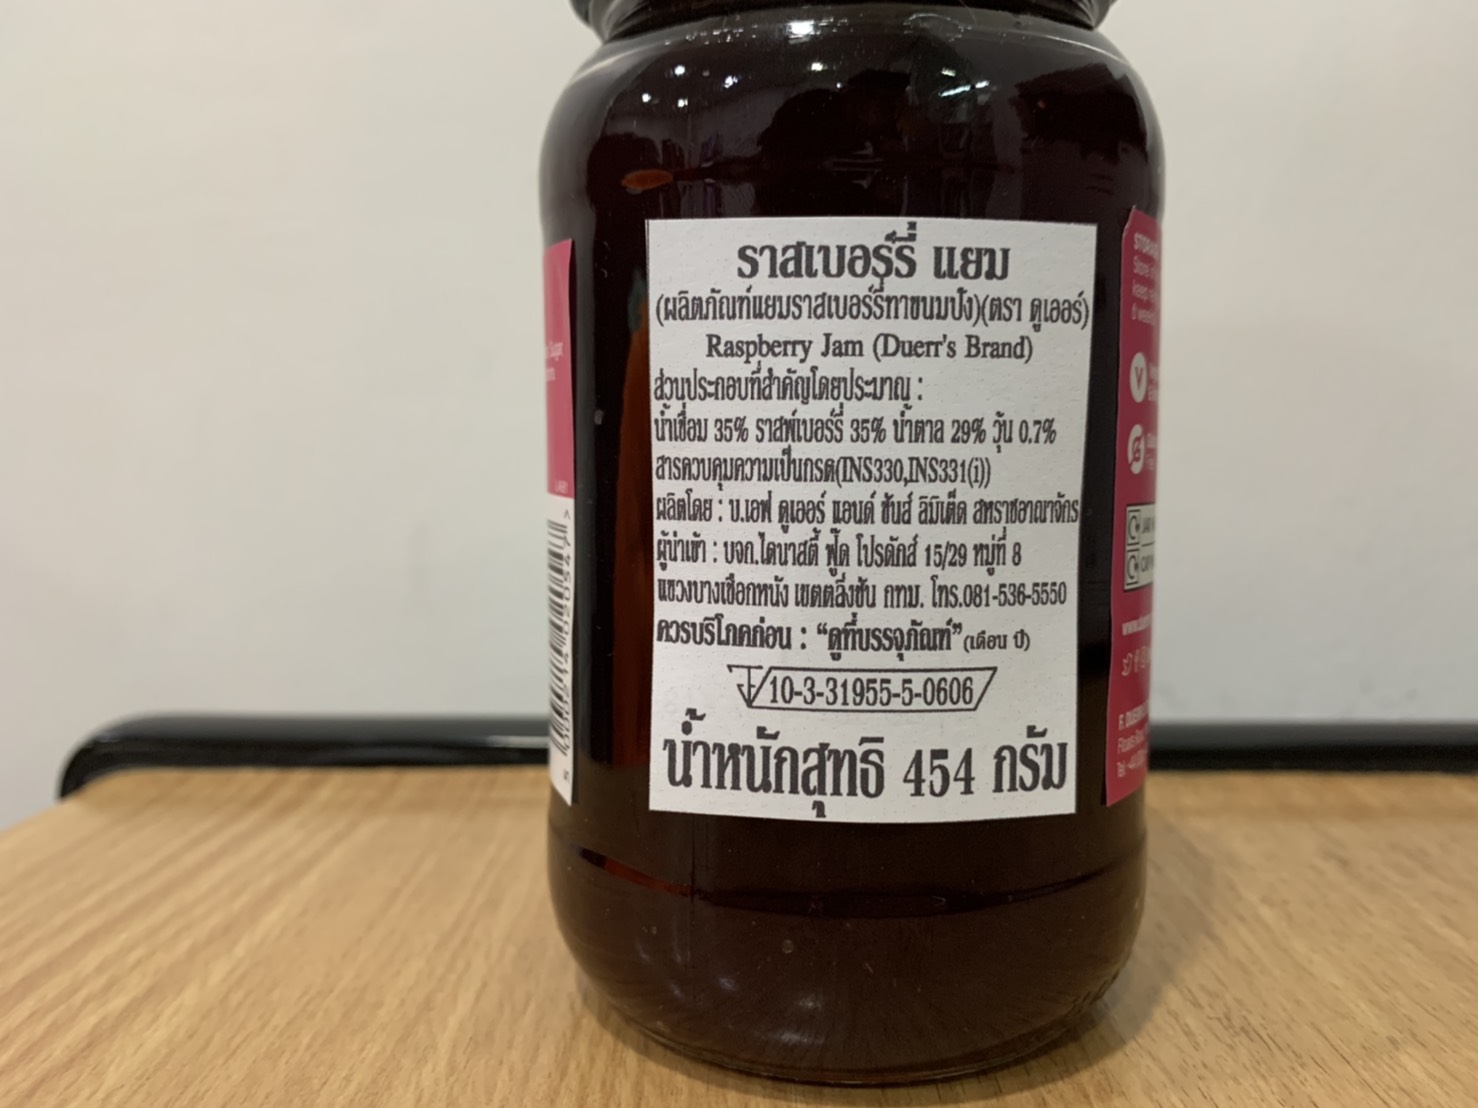 ราสเบอร์รี่ แยม
(ผลิตภัณฑ์แยมราสเบอร์รี่ทาขนมปัง)(ตรา ดูเออร์)
Raspberry Jam (Duerr's Brand)
ส่วนประกอบที่สำคัญโดยประมาณ :
น้ำเชื่อม 35% ราสพ์เบอร์รี่ 35% น้ำตาล 29% วุ้น 0.7%
สารควบคุมความเป็นกรด(INS330,INS331(i))
ผลิตโดย : บ.เอฟ ดูเออร์ แอนด์ ซันส์ ลิมิเต็ด สหราชอาณาจักร
ผู้นำเข้า : บจก.ไดนาสตี้ ฟู๊ด โปรดักส์ 15/29 หมู่ที่ 8
แขวงบางเชือกหนัง เขตตลิ่งชัน กทม. โทร.081-536-5550
ควรบริโภคก่อน : “ดูที่บรรจุภัณฑ์” (เดือน ปี)
10-3-31955-5-0606
น้ำหนักสุทธิ 454 กรัม
Sugar
V